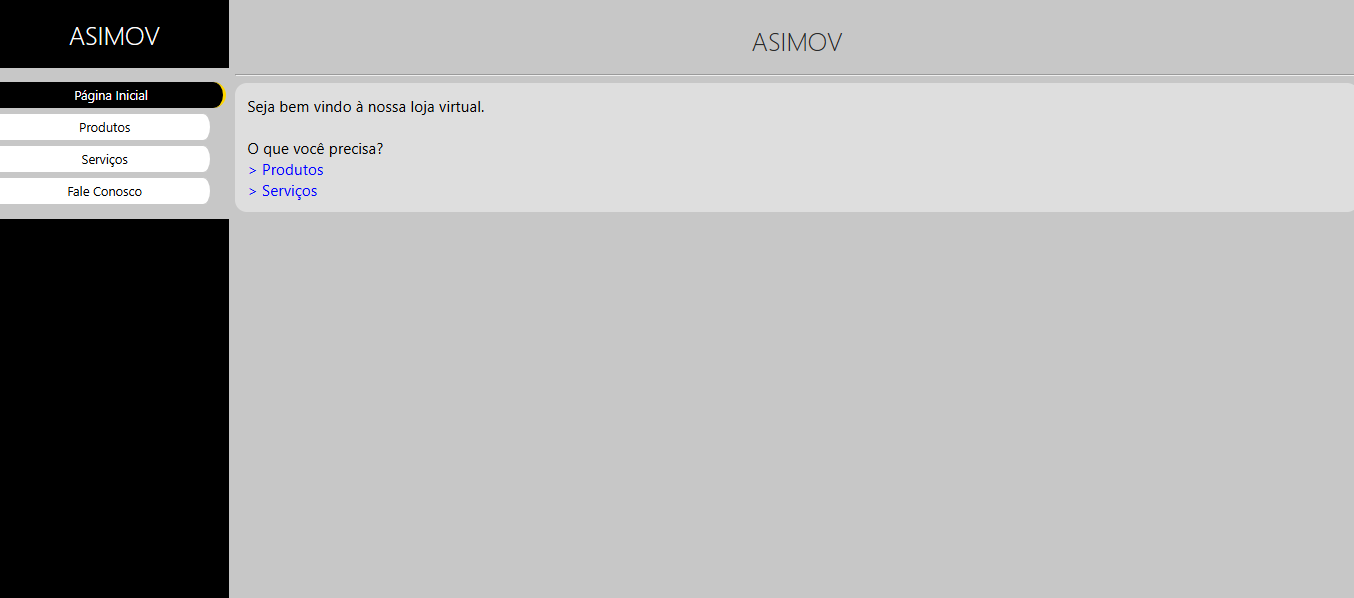 ASIMOV
Página Inicial
Produtos
Serviços
Fale Conosco
ASIMOV
Seja bem vindo à nossa loja virtual.
O que você precisa?
> Produtos
> Serviços